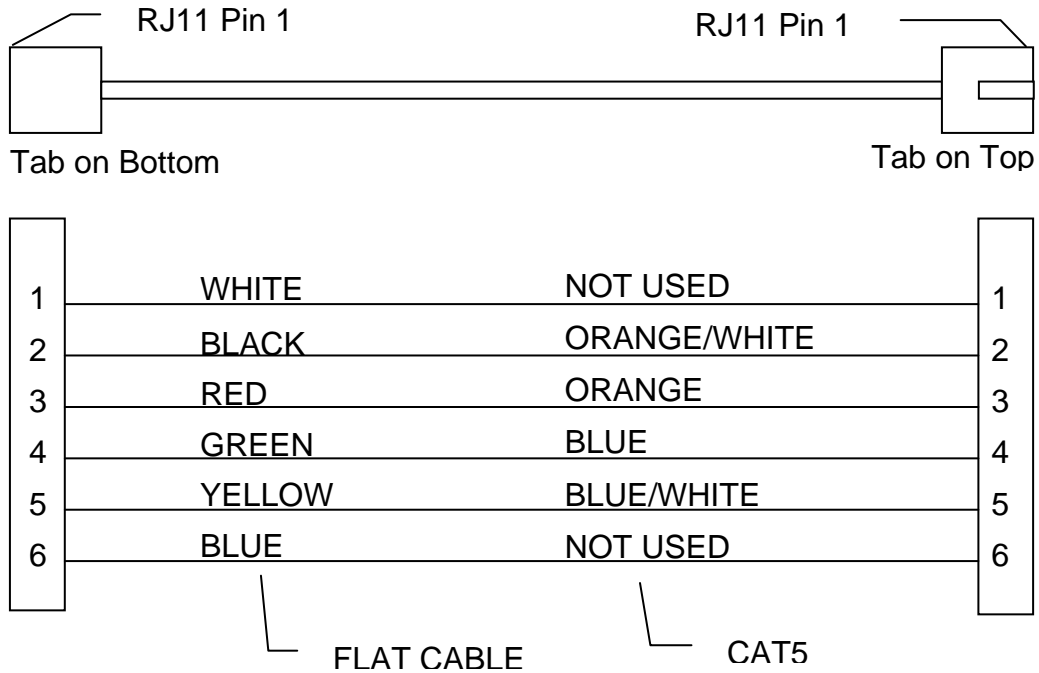 RJ11 Pin 1 RJ11 Pin 1
Tab on Bottom Tab on Top
1 WHITE NOT USED 1
2 BLACK ORANGE/WHITE 2
3 RED ORANGE 3
4 GREEN BLUE 4
5 YELLOW BLUE/WHITE 5
6 BLUE NOT USED 6
FLAT CABLE CAT5